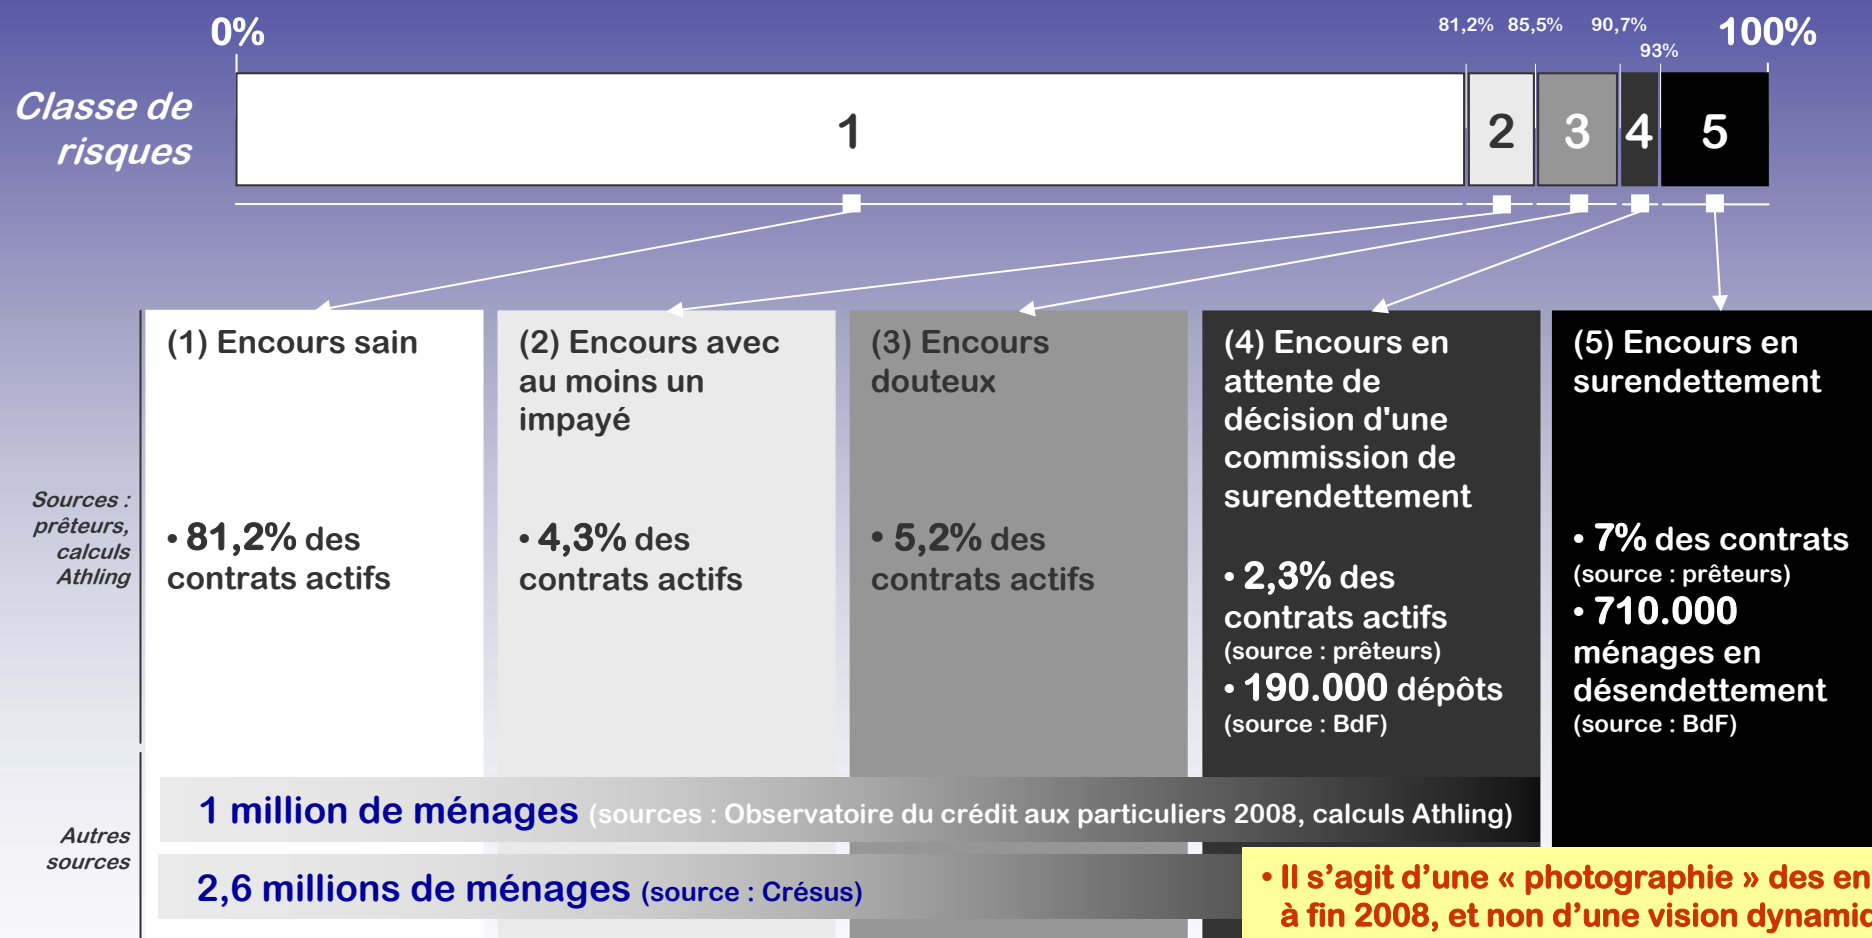 0%
81,2% 85,5% 90,7%
93%
100%
Classe de
risques
1
2
3
4
5
(1) Encours sain
• 81,2% des
contrats actifs
(2) Encours avec
au moins un
impayé
• 4,3% des
contrats actifs
(3) Encours
douteux
• 5,2% des
contrats actifs
(4) Encours en
attente de
décision d'une
commission de
surendettement
• 2,3% des
contrats actifs
(source : prêteurs)
• 190.000 dépôts
(source : BdF)
(5) Encours en
surendettement
• 7% des contrats
(source : prêteurs)
• 710.000
ménages en
désendettement
(source : BdF)
Sources :
prêteurs,
calculs
Athling
Autres
sources
1 million de ménages (sources : Observatoire du crédit aux particuliers 2008, calculs Athling)
2,6 millions de ménages (source : Crésus)
• Il s’agit d’une « photographie » des en
à fin 2008, et non d’une vision